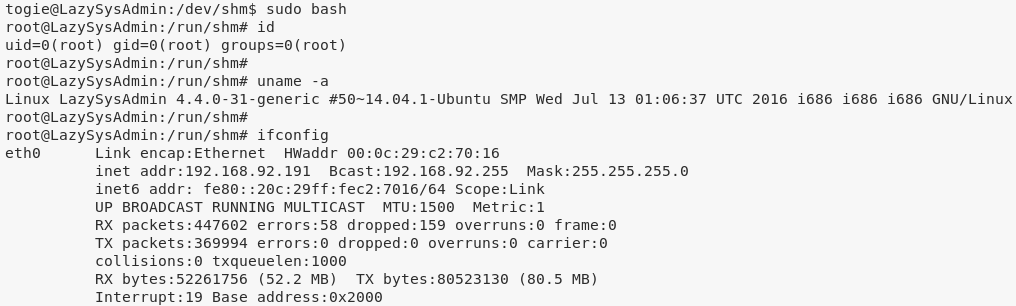 togie@LazySysAdmin:/dev/shm$ sudo bash
root@LazySysAdmin:/run/shm# id
uid=0(root) gid=0(root) groups=0(root)
root@LazySysAdmin:/run/shm#
root@LazySysAdmin:/run/shm# uname -a
Linux LazySysAdmin 4.4.0-31-generic #50~14.04.1-Ubuntu SMP Wed Jul 13 01:06:37 UTC 2016 i686 i686 i686 GNU/Linux
root@LazySysAdmin:/run/shm#
root@LazySysAdmin:/run/shm# ifconfig
eth0      Link encap:Ethernet  HWaddr 00:0c:29:c2:70:16
          inet addr:192.168.92.191  Bcast:192.168.92.255  Mask:255.255.255.0
          inet6 addr: fe80::20c:29ff:fec2:7016/64 Scope:Link
          UP BROADCAST RUNNING MULTICAST  MTU:1500  Metric:1
          RX packets:447602 errors:58 dropped:159 overruns:0 frame:0
          TX packets:369994 errors:0 dropped:0 overruns:0 carrier:0
          collisions:0 txqueuelen:1000
          RX bytes:52261756 (52.2 MB)  TX bytes:80523130 (80.5 MB)
          Interrupt:19 Base address:0x2000